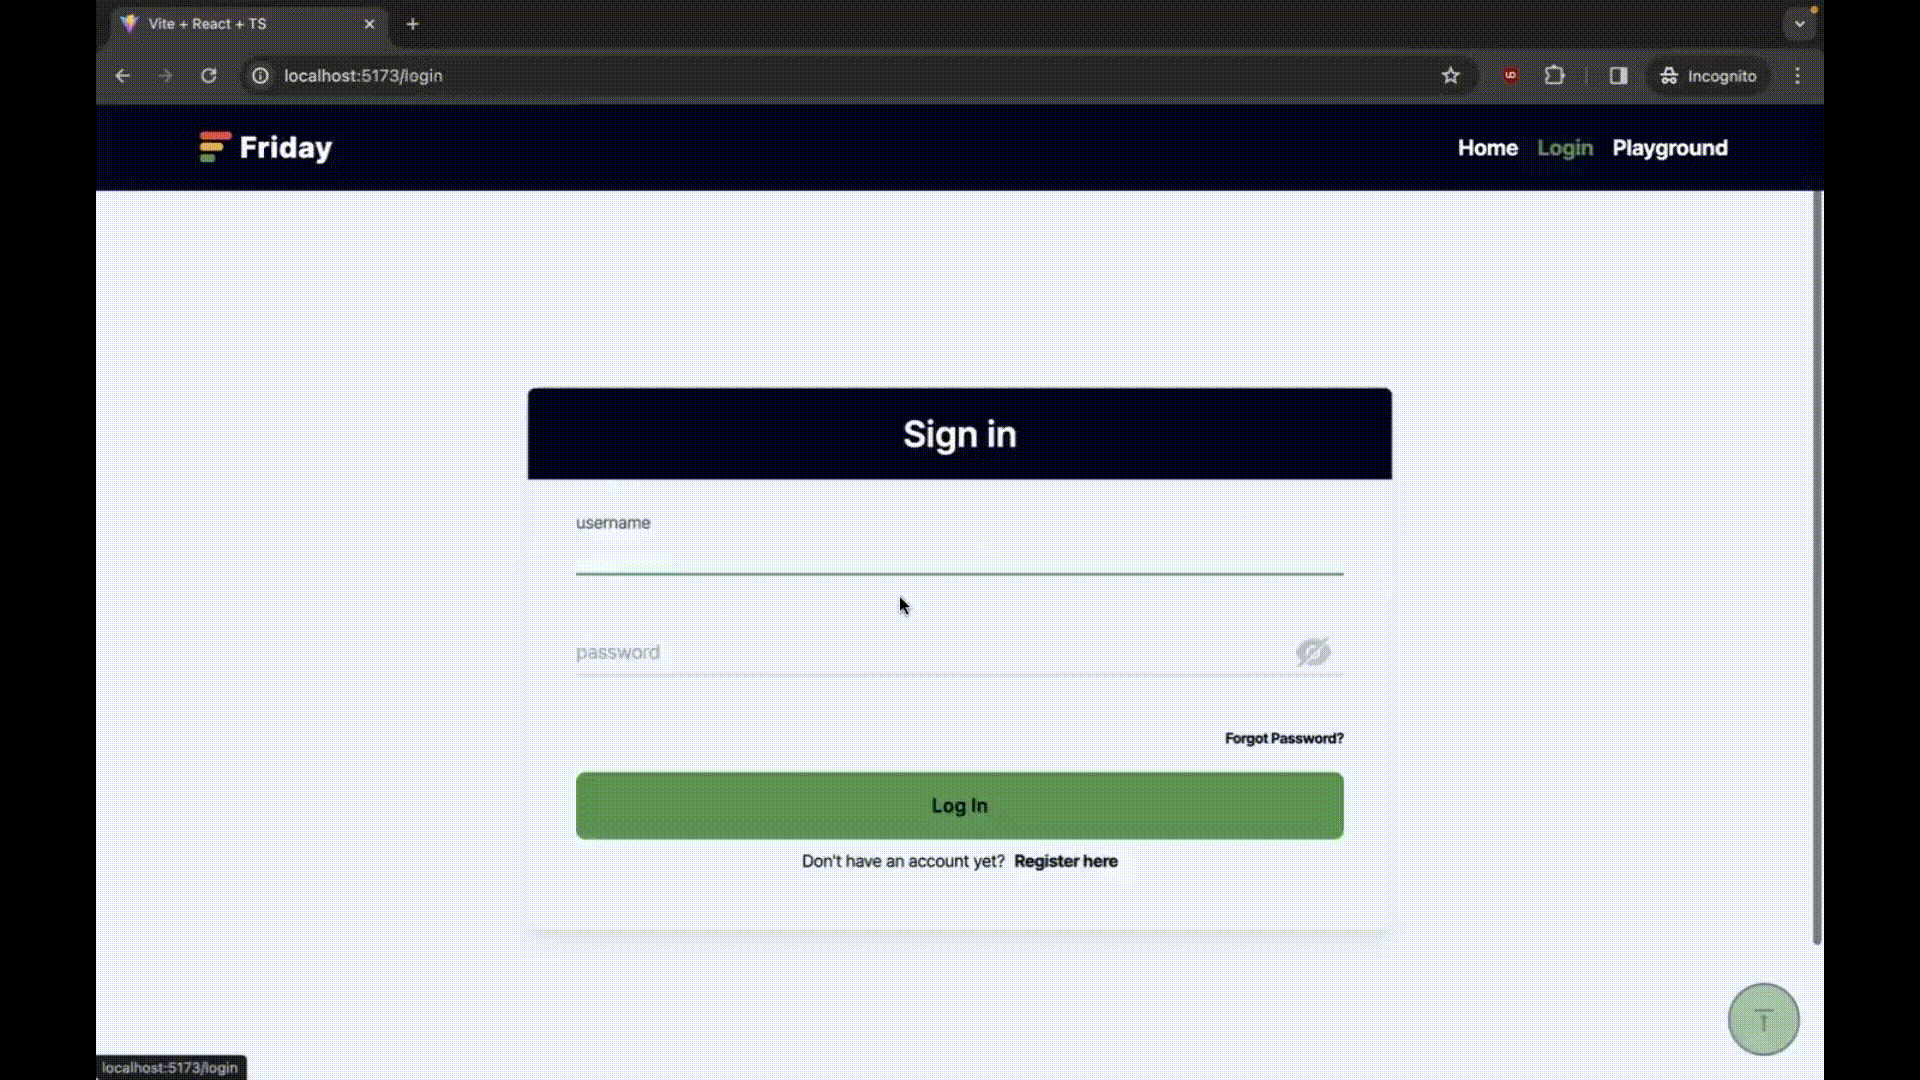 Vite + React + TS
localhost:5173/login
Incognito
Friday
Home Login Playground
Sign in
username
password
Forgot Password?
Log In
Don't have an account yet? Register here
localhost:5173/login